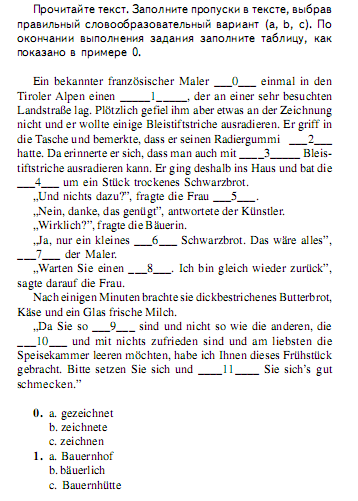 Прочитайте текст. Заполните пропуски в тексте, выбрав
правильный словообразовательный вариант (a, b, c). По
окончании выполнения задания заполните таблицу, как
показано в примере 0.
Ein bekannter französischer Maler ___0___ einmal in den
Tiroler Alpen einen _____1_____, der an einer sehr besuchten
Landstraße lag. Plötzlich gefiel ihm aber etwas an der Zeichnung
nicht und er wollte einige Bleistiftstriche ausradieren. Er griff in
die Tasche und bemerkte, dass er seinen Radiergummi ___2___
hatte. Da erinnerte er sich, dass man auch mit ____3_____ Bleis-
tiftstriche ausradieren kann. Er ging deshalb ins Haus und bat die
___4___ um ein Stück trockenes Schwarzbrot.
„Und nichts dazu?”, fragte die Frau ___5___.
„Nein, danke, das genügt”, antwortete der Künstler.
„Wirklich?”, fragte die Bäuerin.
„Ja, nur ein kleines ___6___ Schwarzbrot. Das wäre alles”,
___7___ der Maler.
„Warten Sie einen ___8___. Ich bin gleich wieder zurück”,
sagte darauf die Frau.
Nach einigen Minuten brachte sie dickbestrichenes Butterbrot,
Käse und ein Glas frische Milch.
„Da Sie so ___9___ sind und nicht so wie die anderen, die
___10___ und mit nichts zufrieden sind und am liebsten die
Speisekammer leeren möchten, habe ich Ihnen dieses Frühstück
gebracht. Bitte setzen Sie sich und ____11____ Sie sich’s gut
schmecken.”
0. a. gezeichnet
b. zeichnete
c. zeichnen
1. a. Bauernhof
b. bäuerlich
c. Bauernhütte